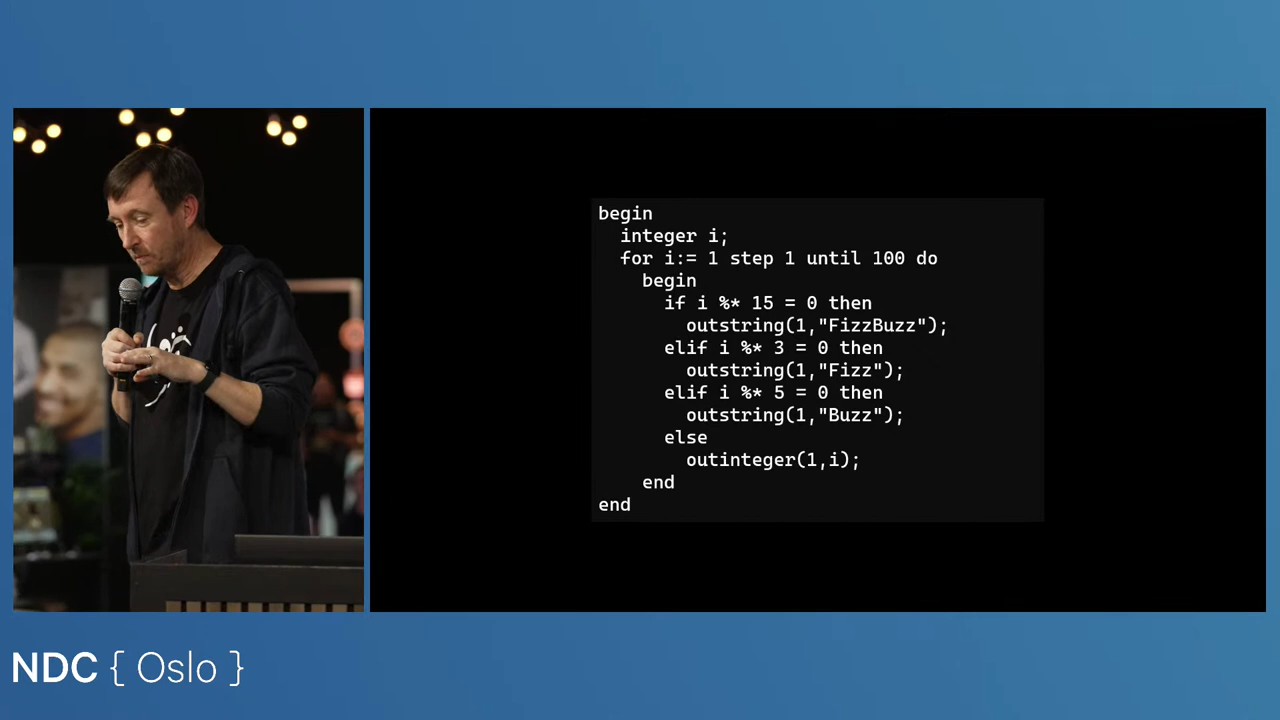 begin
  integer i;
  for i:= 1 step 1 until 100 do
    begin
      if i %* 15 = 0 then
        outstring(1,"FizzBuzz");
      elif i %* 3 = 0 then
        outstring(1,"Fizz");
      elif i %* 5 = 0 then
        outstring(1,"Buzz");
      else
        outinteger(1,i);
    end
end
NDC { Oslo }